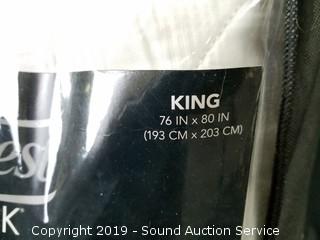 KING
76 IN x 80 IN
(193 CM x 203 CM)
K
Copyright 2019 - Sound Auction Service